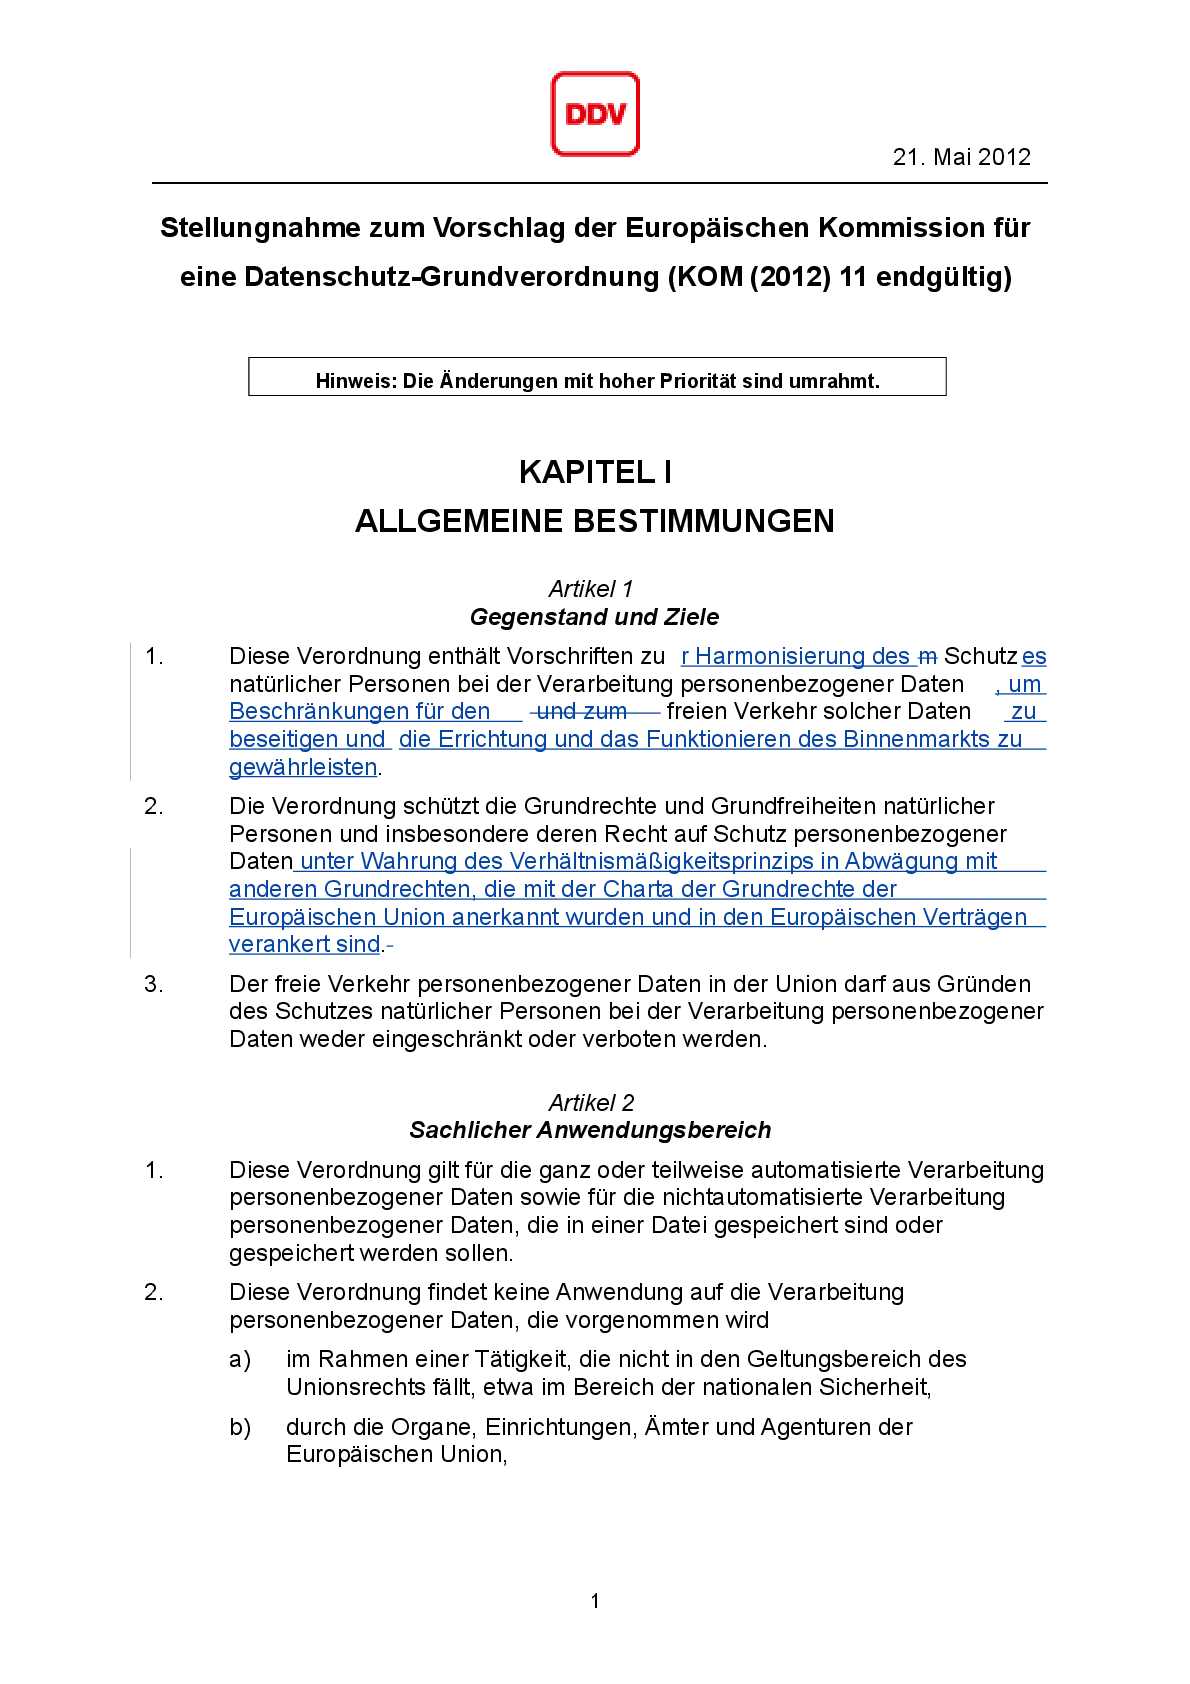 DDV
21. Mai 2012
Stellungnahme zum Vorschlag der Europäischen Kommission für
eine Datenschutz-Grundverordnung (KOM (2012) 11 endgültig)
Hinweis: Die Änderungen mit hoher Priorität sind umrahmt.
KAPITEL I
ALLGEMEINE BESTIMMUNGEN
Artikel 1
Gegenstand und Ziele
1. Diese Verordnung enthält Vorschriften zu r Harmonisierung des m Schutz es
natürlicher Personen bei der Verarbeitung personenbezogener Daten , um
Beschränkungen für den und zum freien Verkehr solcher Daten zu
beseitigen und die Errichtung und das Funktionieren des Binnenmarkts zu
gewährleisten.
2. Die Verordnung schützt die Grundrechte und Grundfreiheiten natürlicher
Personen und insbesondere deren Recht auf Schutz personenbezogener
Daten unter Wahrung des Verhältnismäßigkeitsprinzips in Abwägung mit
anderen Grundrechten, die mit der Charta der Grundrechte der
Europäischen Union anerkannt wurden und in den Europäischen Verträgen
verankert sind.
3. Der freie Verkehr personenbezogener Daten in der Union darf aus Gründen
des Schutzes natürlicher Personen bei der Verarbeitung personenbezogener
Daten weder eingeschränkt oder verboten werden.
Artikel 2
Sachlicher Anwendungsbereich
1. Diese Verordnung gilt für die ganz oder teilweise automatisierte Verarbeitung
personenbezogener Daten sowie für die nichtautomatisierte Verarbeitung
personenbezogener Daten, die in einer Datei gespeichert sind oder
gespeichert werden sollen.
2. Diese Verordnung findet keine Anwendung auf die Verarbeitung
personenbezogener Daten, die vorgenommen wird
a) im Rahmen einer Tätigkeit, die nicht in den Geltungsbereich des
Unionsrechts fällt, etwa im Bereich der nationalen Sicherheit,
b) durch die Organe, Einrichtungen, Ämter und Agenturen der
Europäischen Union,
1